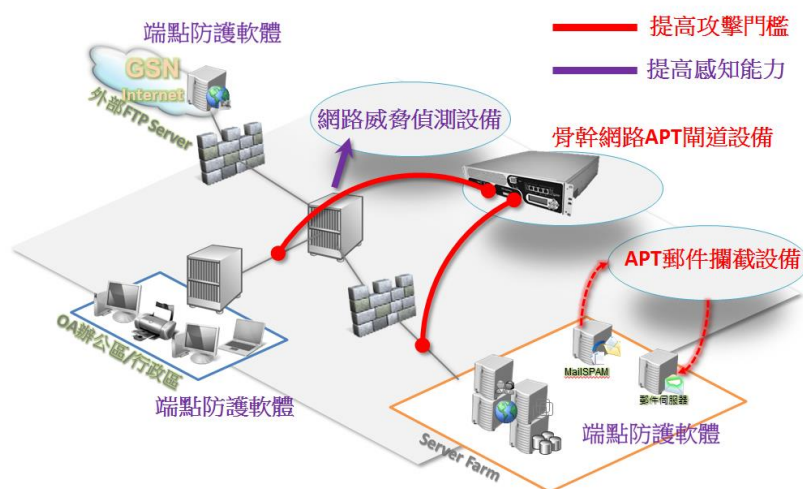 端點防護軟體
提高攻擊門檻
提高感知能力
GSN
Internet
外部FTP Server
網路威脅偵測設備
骨幹網路APT閘道設備
APT郵件攔截設備
OA辦公區/行政區
端點防護軟體
MailSPAM
郵件伺服器
端點防護軟體
Server Farm